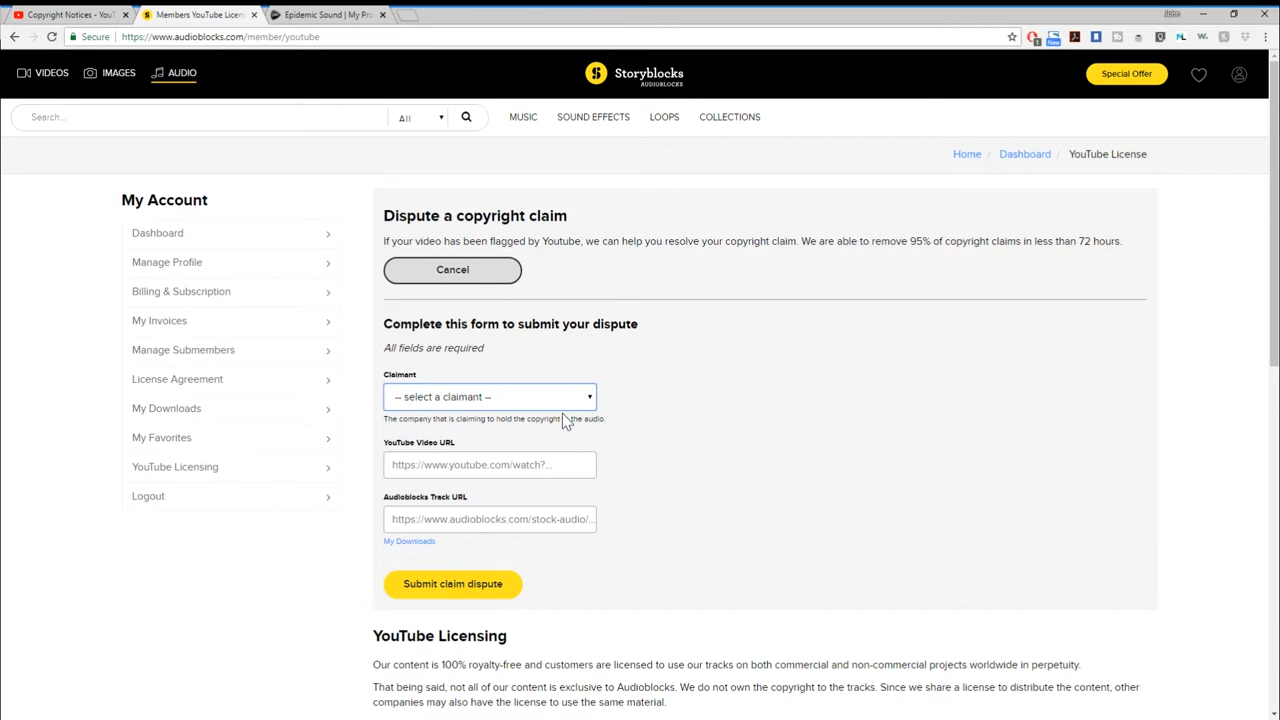 Copyright Notices - YouT
Members YouTube Licen
Epidemic Sound | My Pro
John
Secure
https://www.audioblocks.com/member/youtube
New
VIDEOS
IMAGES
AUDIO
Storyblocks
AUDIOBLOCKS
Special Offer
Search...
All
MUSIC
SOUND EFFECTS
LOOPS
COLLECTIONS
Home / Dashboard / YouTube License
My Account
Dashboard
Manage Profile
Billing & Subscription
My Invoices
Manage Submembers
License Agreement
My Downloads
My Favorites
YouTube Licensing
Logout
Dispute a copyright claim
If your video has been flagged by Youtube, we can help you resolve your copyright claim. We are able to remove 95% of copyright claims in less than 72 hours.
Cancel
Complete this form to submit your dispute
All fields are required
Claimant
-- select a claimant --
The company that is claiming to hold the copyright the audio.
YouTube Video URL
https://www.youtube.com/watch?...
Audioblocks Track URL
https://www.audioblocks.com/stock-audio/...
My Downloads
Submit claim dispute
YouTube Licensing
Our content is 100% royalty-free and customers are licensed to use our tracks on both commercial and non-commercial projects worldwide in perpetuity.
That being said, not all of our content is exclusive to Audioblocks. We do not own the copyright to the tracks. Since we share a license to distribute the content, other
companies may also have the license to use the same material.